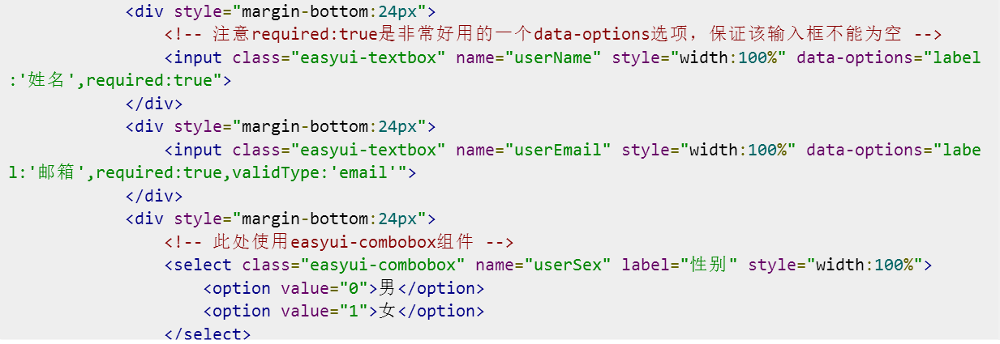 <div style="margin-bottom:24px">
<!-- 注意required:true是非常好用的一个data-options选项，保证该输入框不能为空 -->
<input class="easyui-textbox" name="userName" style="width:100%" data-options="label
:'姓名',required:true">
</div>
<div style="margin-bottom:24px">
<input class="easyui-textbox" name="userEmail" style="width:100%" data-options="labe
l:'邮箱',required:true,validType:'email'">
</div>
<div style="margin-bottom:24px">
<!-- 此处使用easyui-combobox组件 -->
<select class="easyui-combobox" name="userSex" label="性别" style="width:100%">
<option value="0">男</option>
<option value="1">女</option>
</select>